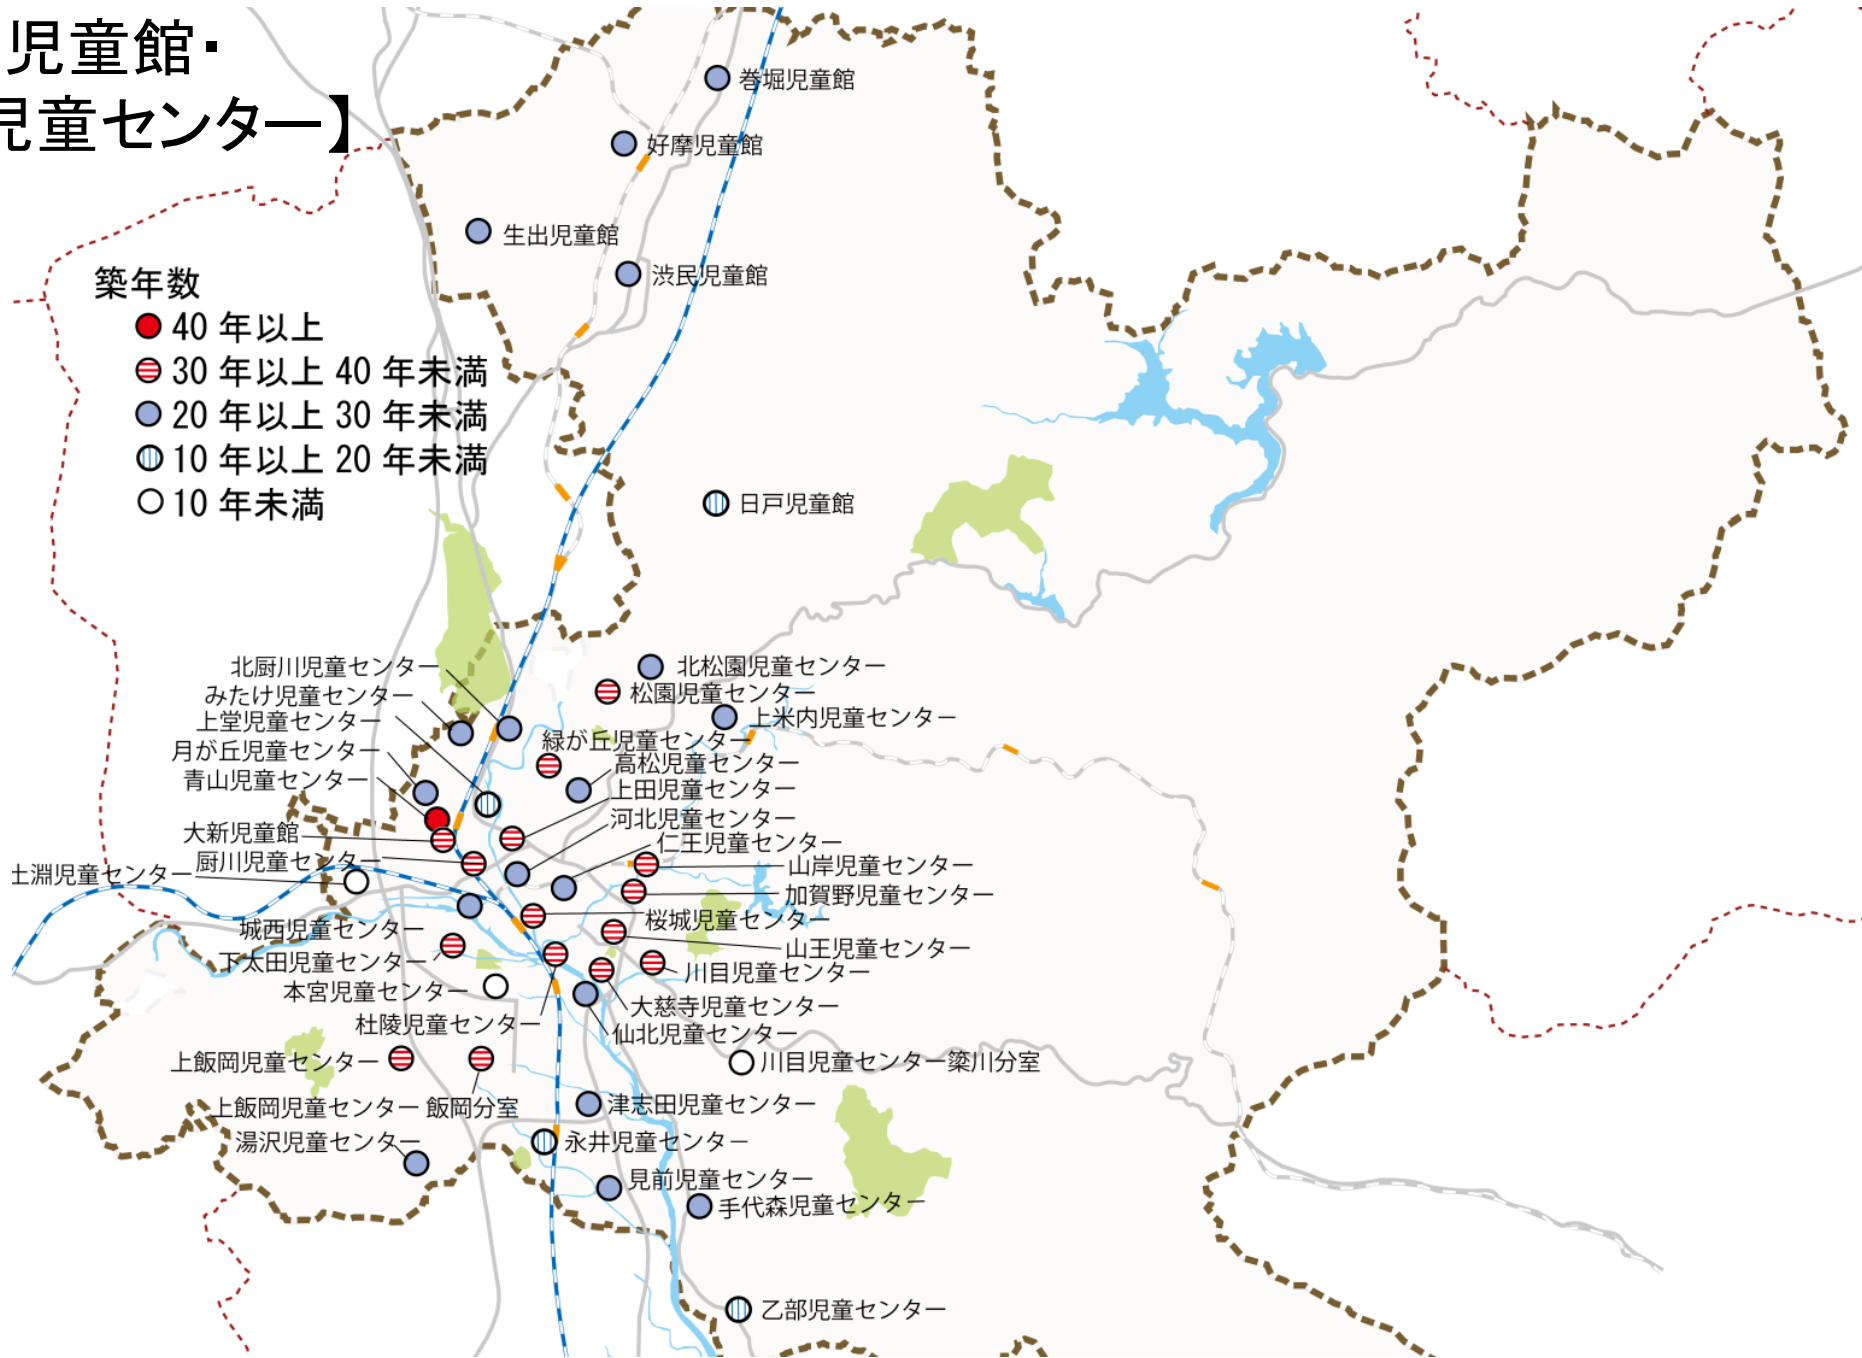 児童館・
児童センター】
築年数
40 年以上
30 年以上 40 年未満
20 年以上 30 年未満
10 年以上 20 年未満
10 年未満
巻堀児童館
好摩児童館
生出児童館
渋民児童館
日戸児童館
北厨川児童センター
みたけ児童センター
上堂児童センター
月が丘児童センター
青山児童センター
大新児童館
厨川児童センター
土淵児童センター
城西児童センター
下太田児童センター
本宮児童センター
杜陵児童センター
上飯岡児童センター
上飯岡児童センター 飯岡分室
湯沢児童センター
北松園児童センター
松園児童センター
上米内児童センター
緑が丘児童センター
高松児童センター
上田児童センター
河北児童センター
仁王児童センター
山岸児童センター
加賀野児童センター
桜城児童センター
山王児童センター
川目児童センター
大慈寺児童センター
仙北児童センター
川目児童センター簗川分室
津志田児童センター
永井児童センター
見前児童センター
手代森児童センター
乙部児童センター